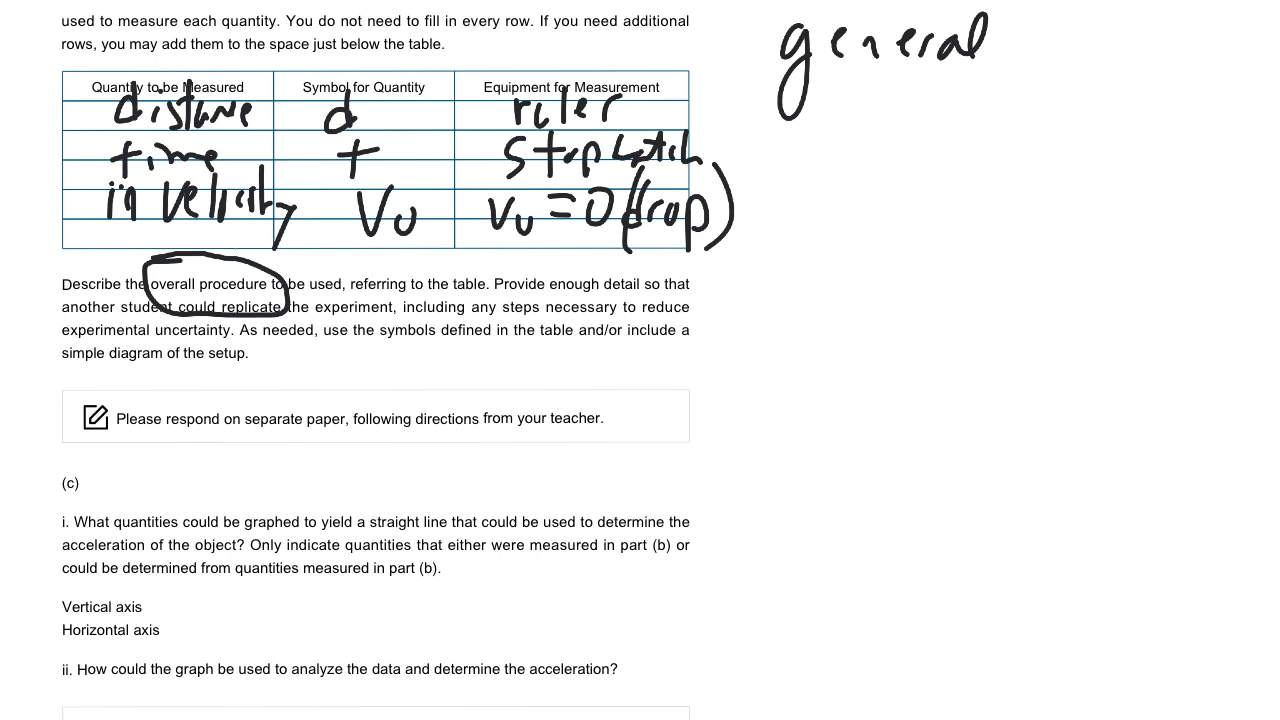 used to measure each quantity. You do not need to fill in every row. If you need additional
rows, you may add them to the space just below the table.
general
Quantity to be Measured Symbol for Quantity Equipment for Measurement
distance d ruler
time t stopwatch
in velocity V₀ V₀ = 0 (drop)
Describe the overall procedure to be used, referring to the table. Provide enough detail so that
another student could replicate the experiment, including any steps necessary to reduce
experimental uncertainty. As needed, use the symbols defined in the table and/or include a
simple diagram of the setup.
Please respond on separate paper, following directions from your teacher.
(c)
i. What quantities could be graphed to yield a straight line that could be used to determine the
acceleration of the object? Only indicate quantities that either were measured in part (b) or
could be determined from quantities measured in part (b).
Vertical axis
Horizontal axis
ii. How could the graph be used to analyze the data and determine the acceleration?